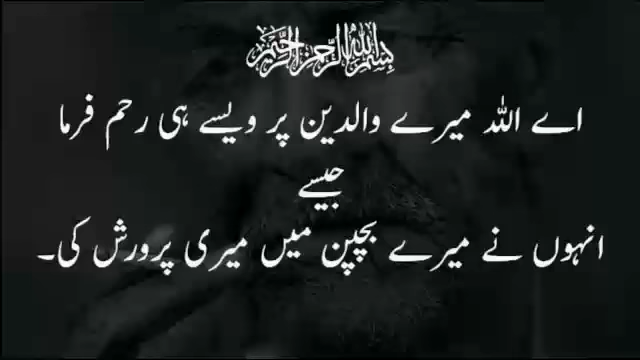 بسم اللہ الرحمن الرحیم
اے اللہ میرے والدین پر ویسے ہی رحم فرما
جیسے
انہوں نے میرے بچپن میں میری پرورش کی۔